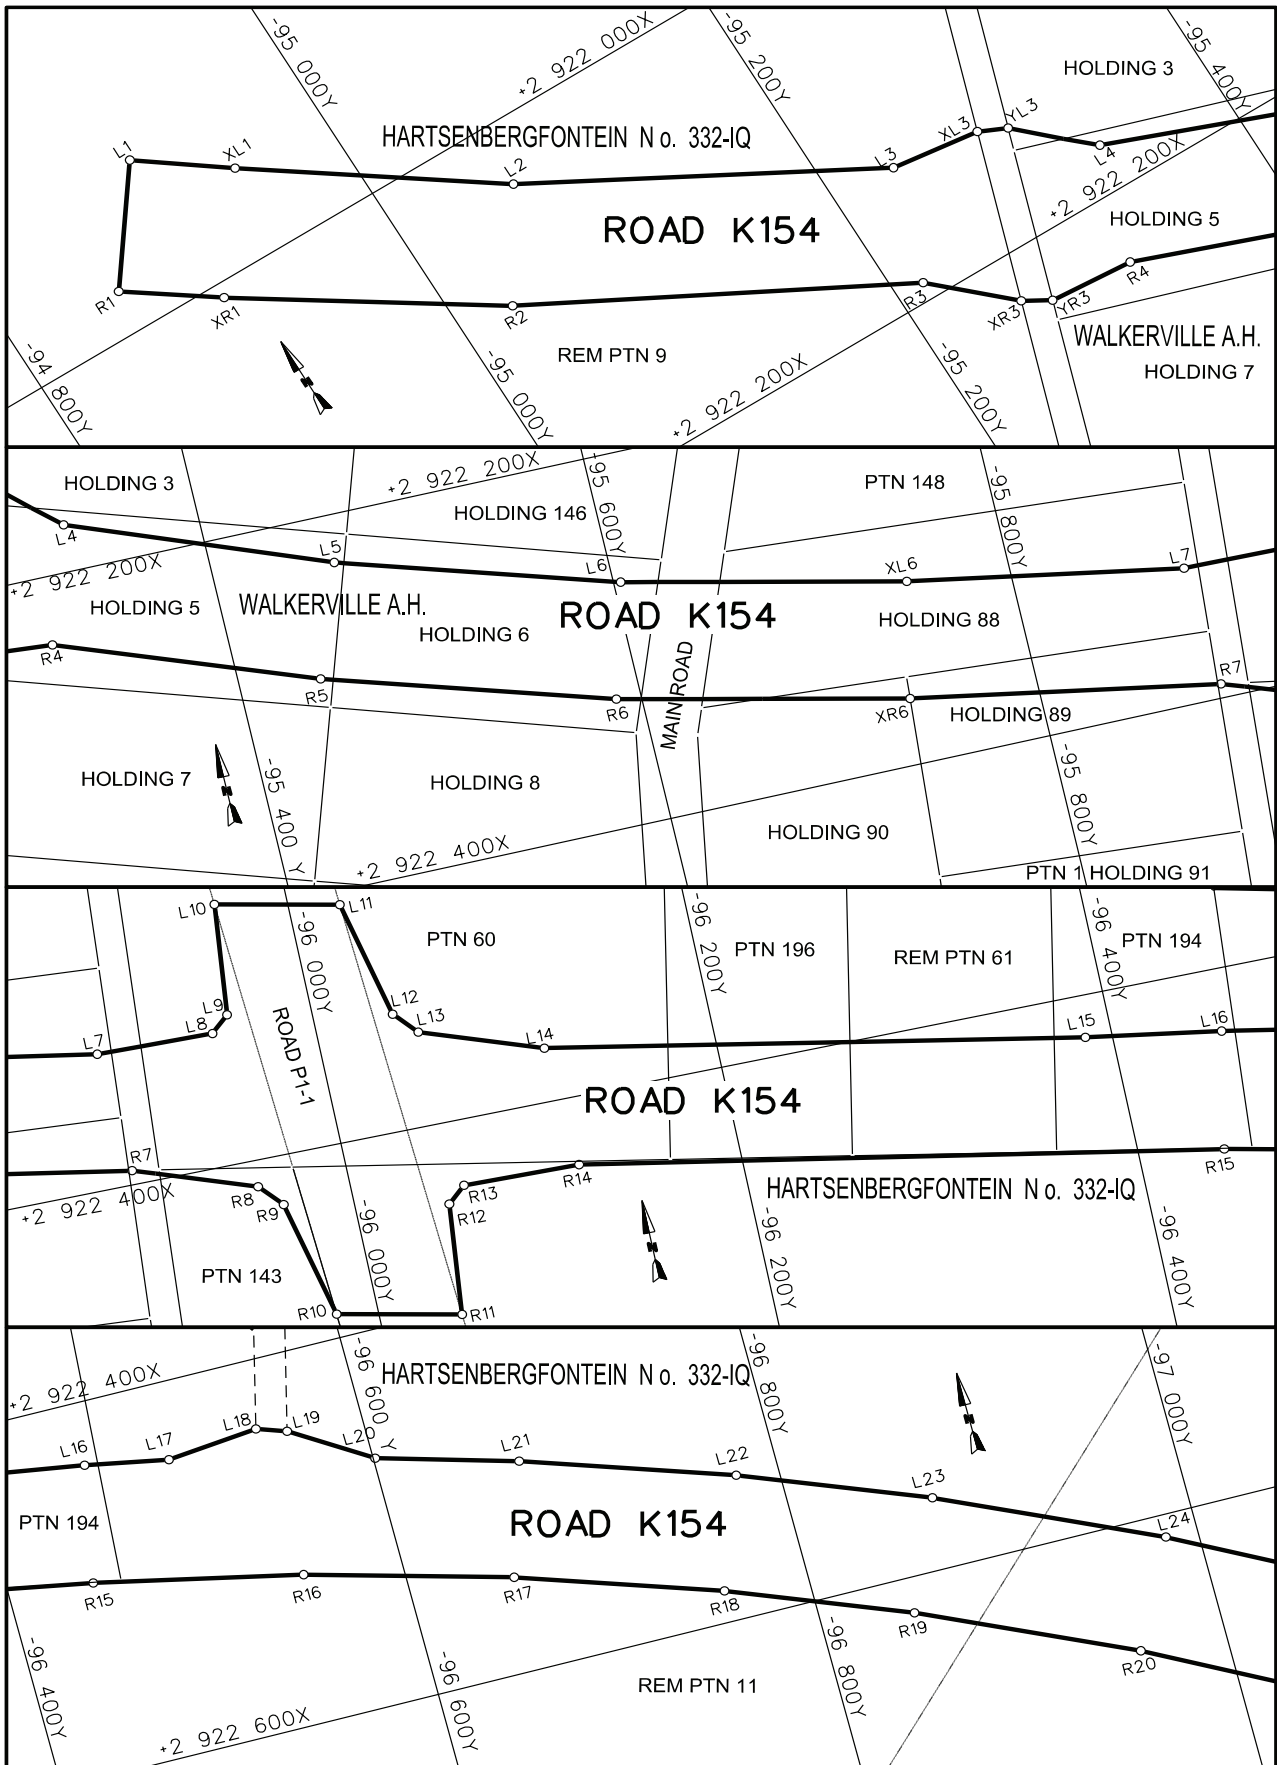 -95 000Y
+2 922 000X
-95 200Y
-95 400Y
HOLDING 3
HARTSENBERGFONTEIN No. 332-IQ
L1
XL1
L2
L3
XL3
YL3
L4
+2 922 200X
HOLDING 5
ROAD K154
R1
XR1
R2
R3
XR3
YR3
R4
WALKERVILLE A.H.
HOLDING 7
REM PTN 9
-94 800Y
-95 000Y
+2 922 200X
-95 200Y
HOLDING 3
+2 922 200X
HOLDING 146
-95 600Y
PTN 148
-95 800Y
L4
L5
L6
XL6
L7
+2 922 200X
HOLDING 5
WALKERVILLE A.H.
HOLDING 6
ROAD K154
HOLDING 88
R4
R5
R6
MAIN ROAD
XR6
HOLDING 89
R7
HOLDING 7
-95 400 Y
HOLDING 8
-95 800Y
HOLDING 90
+2 922 400X
PTN 1 HOLDING 91
L10
L11
-96 000Y
PTN 60
-96 200Y
PTN 196
REM PTN 61
-96 400Y
PTN 194
L7
L8
L9
L12
L13
L14
L15
L16
ROAD P1-1
ROAD K154
R7
+2 922 400X
R8
R9
-96 000Y
R12
R13
R14
R15
HARTSENBERGFONTEIN No. 332-IQ
-96 200Y
-96 400Y
PTN 143
R10
R11
+2 922 400X
HARTSENBERGFONTEIN No. 332-IQ
-96 600 Y
-96 800Y
-97 000Y
L16
L17
L18
L19
L20
L21
L22
L23
L24
PTN 194
ROAD K154
R15
R16
R17
R18
R19
R20
-96 400Y
+2 922 600X
-96 600Y
REM PTN 11
-96 800Y